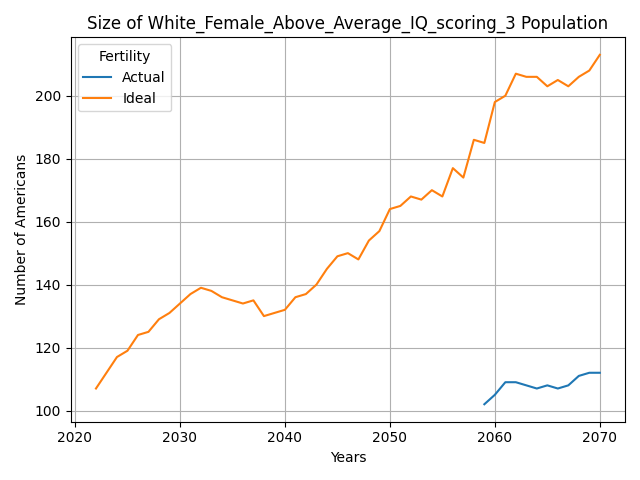 Size of White_Female_Above_Average_IQ_scoring_3 Population
Fertility
Actual
Ideal
Number of Americans
200
180
160
140
120
100
2020
2030
2040
2050
2060
2070
Years